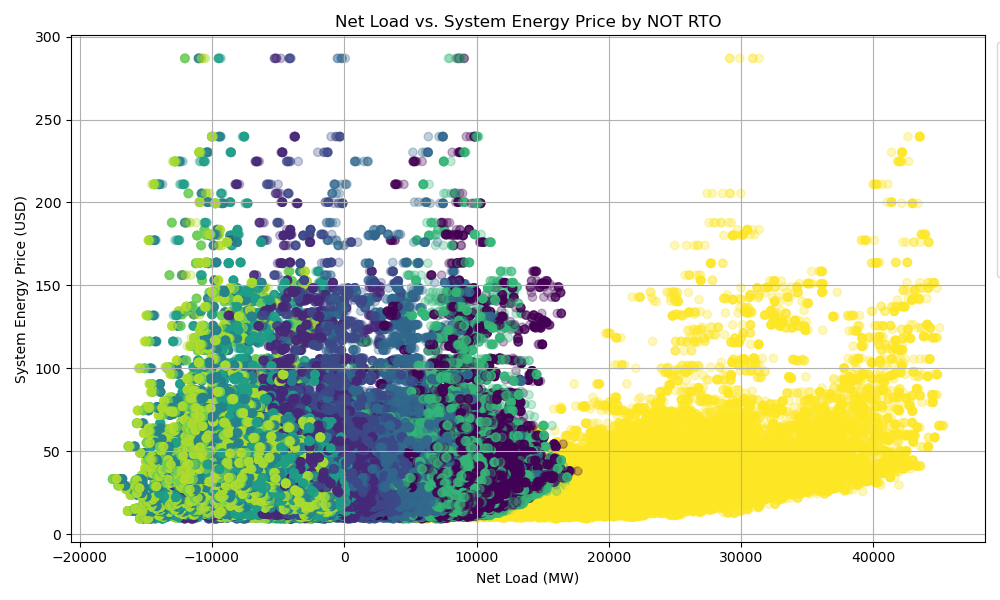 Net Load vs. System Energy Price by NOT RTO
300
250
200
150
100
50
0
System Energy Price (USD)
−20000 −10000 0 10000 20000 30000 40000
Net Load (MW)